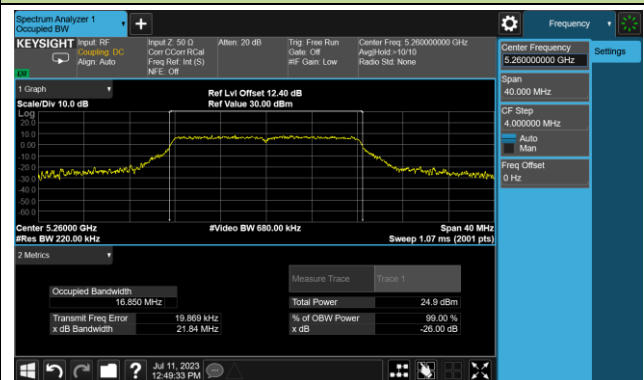 Spectrum Analyzer 1
Occupied BW
Frequency
KEYSIGHT
Input: RF
Coupling: DC
Align: Auto
Input Z: 50 Ω
Corr CCorr RCal
Freq Ref: Int (S)
NFE: Off
Atten: 20 dB
Trig: Free Run
Gate: Off
#IF Gain: Low
Center Freq: 5.260000000 GHz
Avg|Hold:>10/10
Radio Std: None
Center Frequency
5.260000000 GHz
Settings
Span
40.000 MHz
CF Step
4.000000 MHz
Auto
Man
Freq Offset
0 Hz
1 Graph
Scale/Div 10.0 dB
Ref Lvl Offset 12.40 dB
Ref Value 30.00 dBm
Log
20.0
10.0
0.00
-10.0
-20.0
-30.0
-40.0
-50.0
-60.0
Center 5.26000 GHz
#Res BW 220.00 kHz
#Video BW 680.00 kHz
Span 40 MHz
Sweep 1.07 ms (2001 pts)
2 Metrics
Measure Trace
Trace 1
Occupied Bandwidth
16.850 MHz
Total Power
24.9 dBm
Transmit Freq Error
19.869 kHz
% of OBW Power
99.00 %
x dB Bandwidth
21.84 MHz
x dB
-26.00 dB
Jul 11, 2023
12:49:33 PM